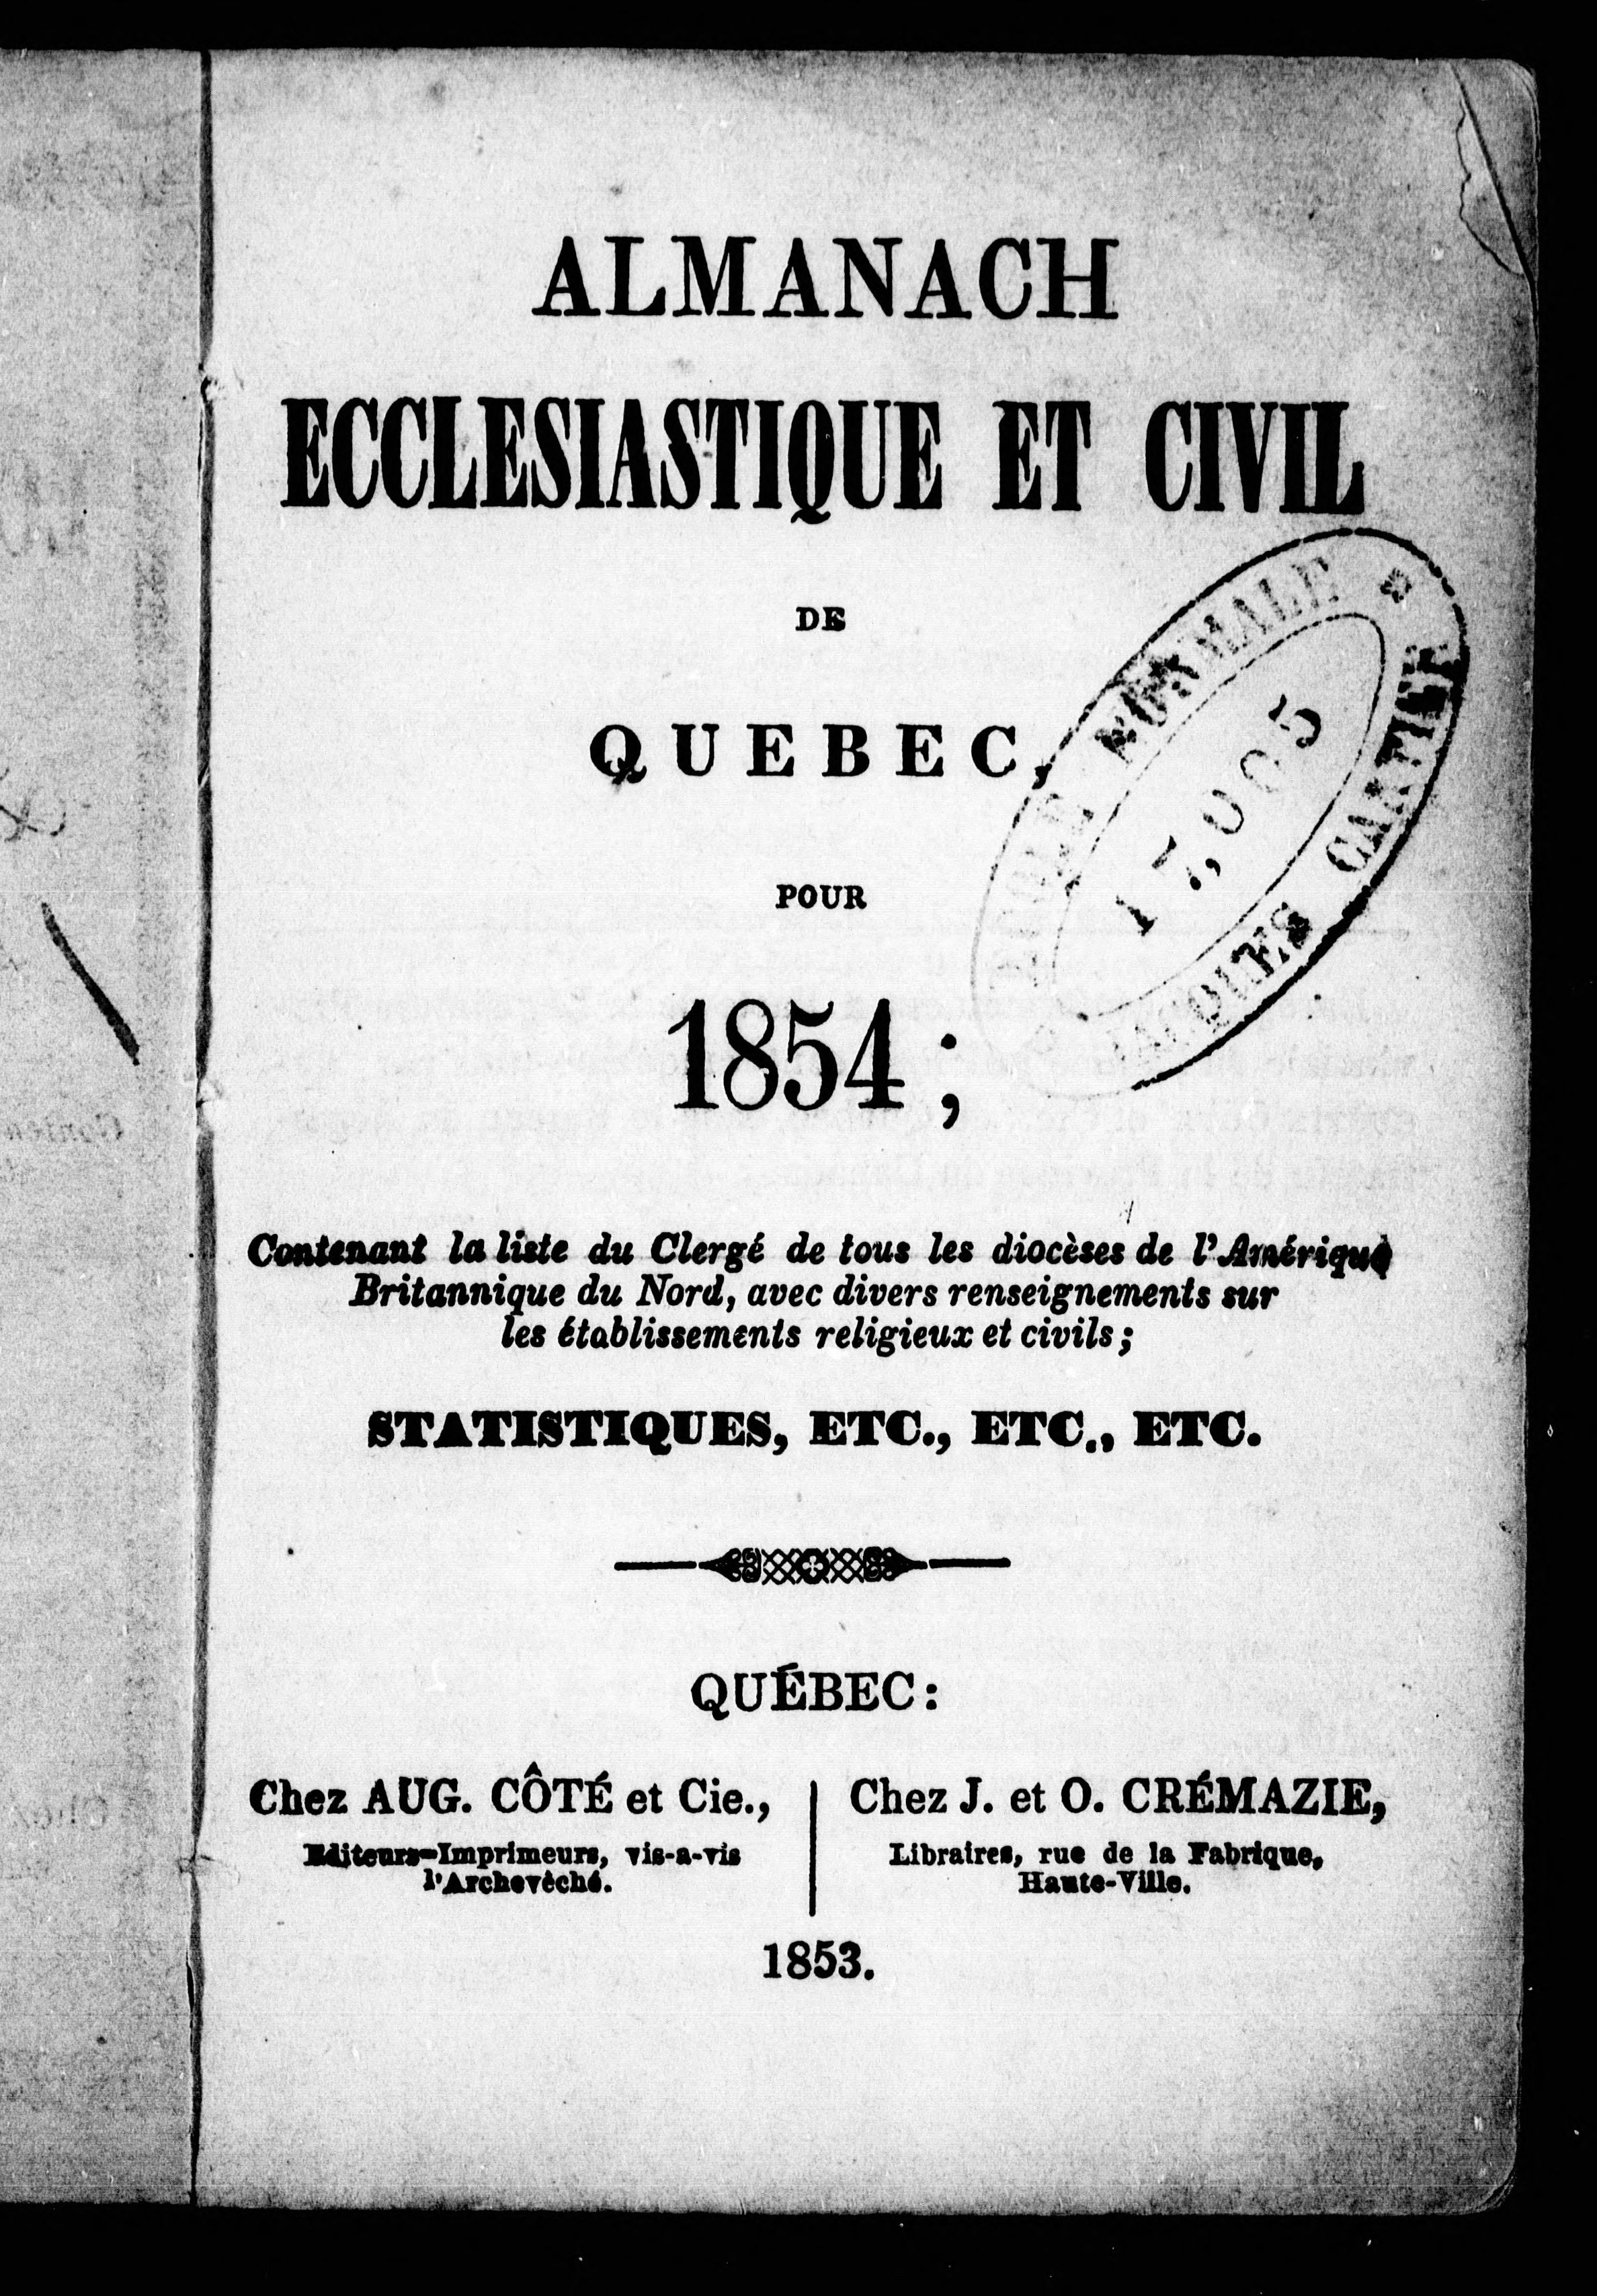 ALMANACH
ECCLESIASTIQUE ET CIVIL
DE
QUEBEC,
POUR
1854 ;
NORMALE
JACQUES CARTIER
Contenant la liste du Clergé de tous les diocèses de l'Amérique
Britannique du Nord, avec divers renseignements sur
les établissements religieux et civils ;
STATISTIQUES, ETC., ETC., ETC.
QUÉBEC :
Chez AUG. CÔTÉ et Cie.,
Editeurs-Imprimeurs, vis-a-vis
l'Archevêché.
Chez J. et O. CRÉMAZIE,
Libraires, rue de la Fabrique,
Haute-Ville.
1853.